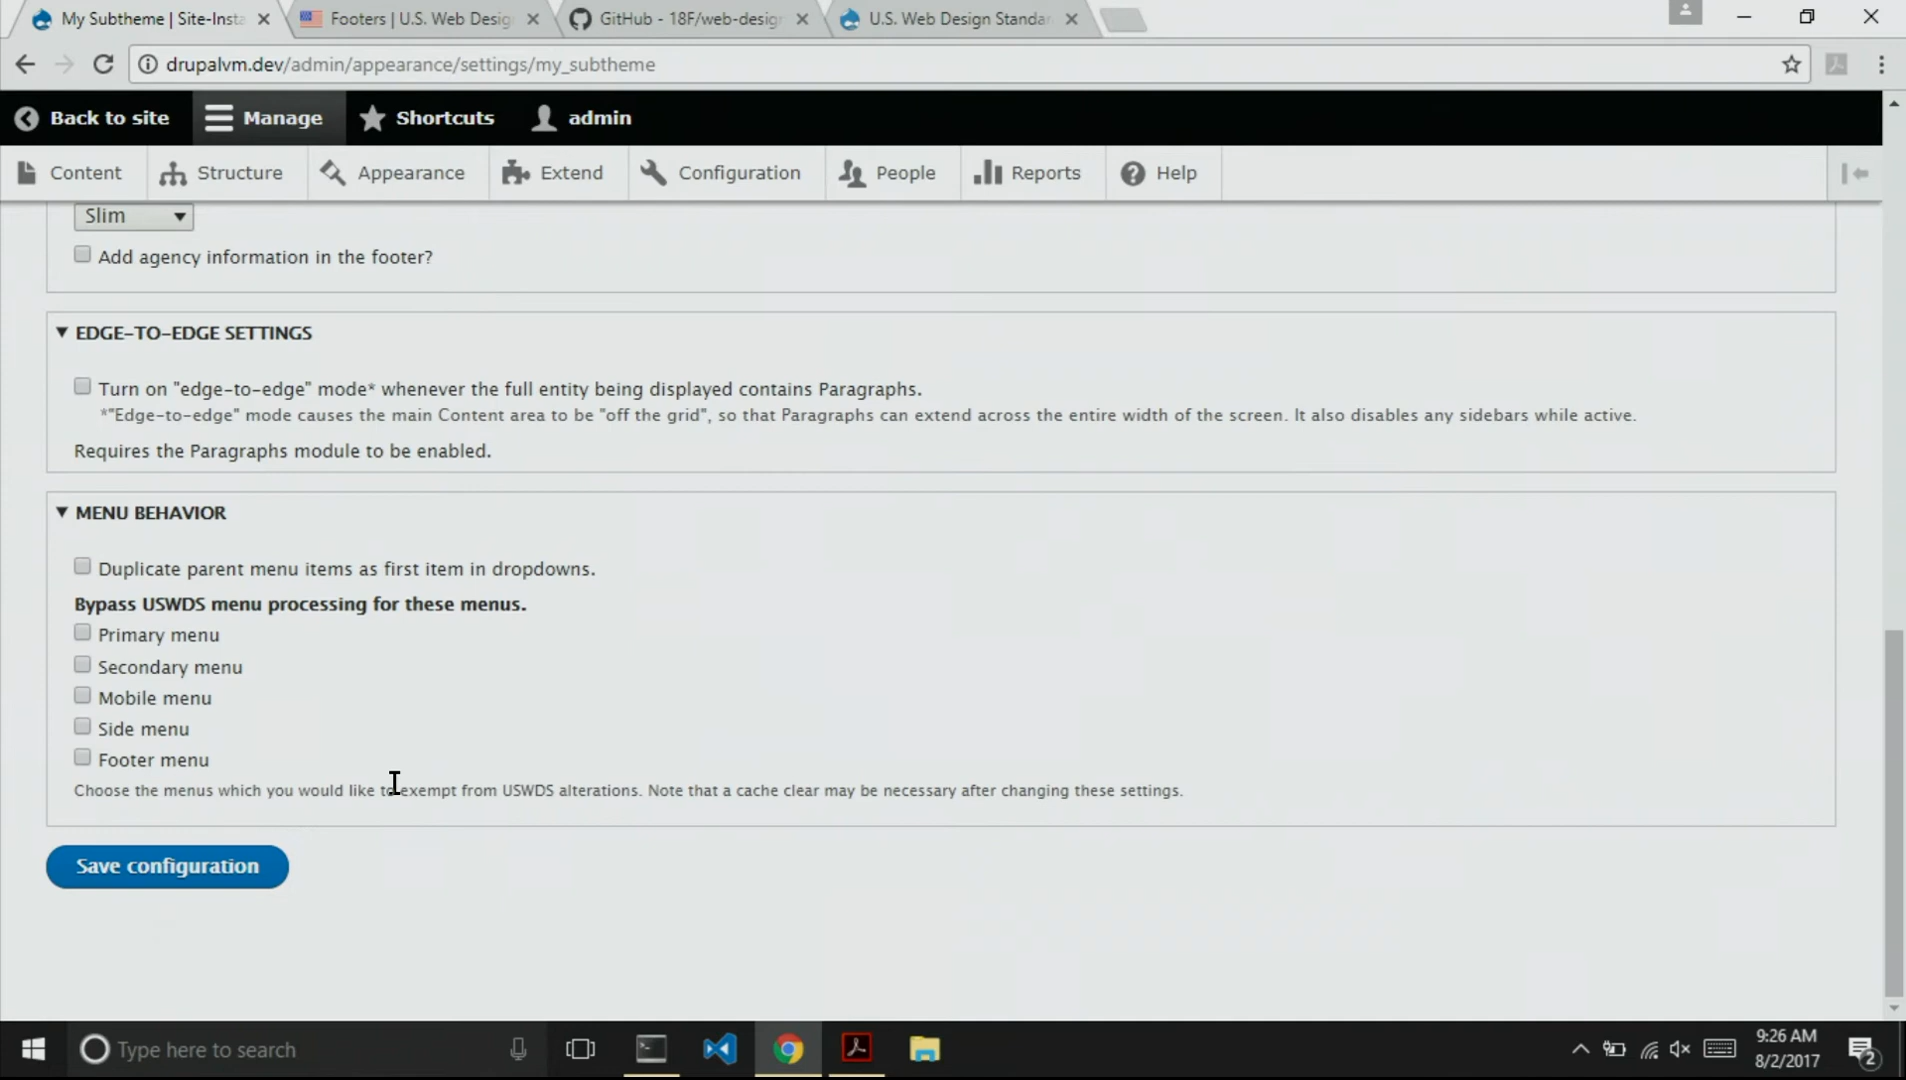 My Subtheme | Site-Insta
Footers | U.S. Web Desig
GitHub - 18F/web-design
U.S. Web Design Standar
drupalvm.dev/admin/appearance/settings/my_subtheme
Back to site
Manage
Shortcuts
admin
Content
Structure
Appearance
Extend
Configuration
People
Reports
Help
Slim
Add agency information in the footer?
EDGE-TO-EDGE SETTINGS
Turn on "edge-to-edge" mode* whenever the full entity being displayed contains Paragraphs.
*"Edge-to-edge" mode causes the main Content area to be "off the grid", so that Paragraphs can extend across the entire width of the screen. It also disables any sidebars while active.
Requires the Paragraphs module to be enabled.
MENU BEHAVIOR
Duplicate parent menu items as first item in dropdowns.
Bypass USWDS menu processing for these menus.
Primary menu
Secondary menu
Mobile menu
Side menu
Footer menu
Choose the menus which you would like to exempt from USWDS alterations. Note that a cache clear may be necessary after changing these settings.
Save configuration
Type here to search
9:26 AM
8/2/2017
2